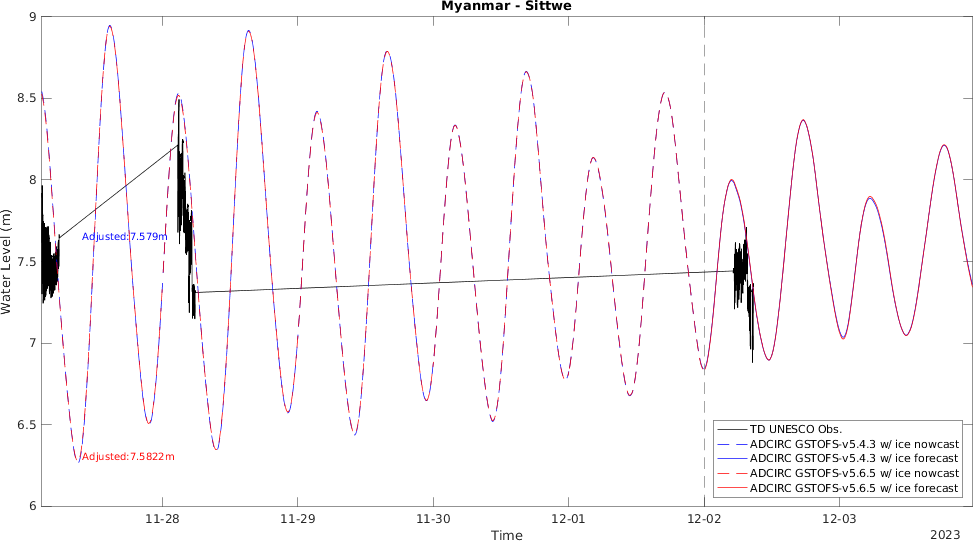 Myanmar - Sittwe
Water Level (m)
9
8.5
8
7.5
7
6.5
6
Adjusted:7.579m
Adjusted:7.5822m
TD UNESCO Obs.
ADCIRC GSTOFS-v5.4.3 w/ ice nowcast
ADCIRC GSTOFS-v5.4.3 w/ ice forecast
ADCIRC GSTOFS-v5.6.5 w/ ice nowcast
ADCIRC GSTOFS-v5.6.5 w/ ice forecast
11-28
11-29
11-30
12-01
12-02
12-03
Time
2023